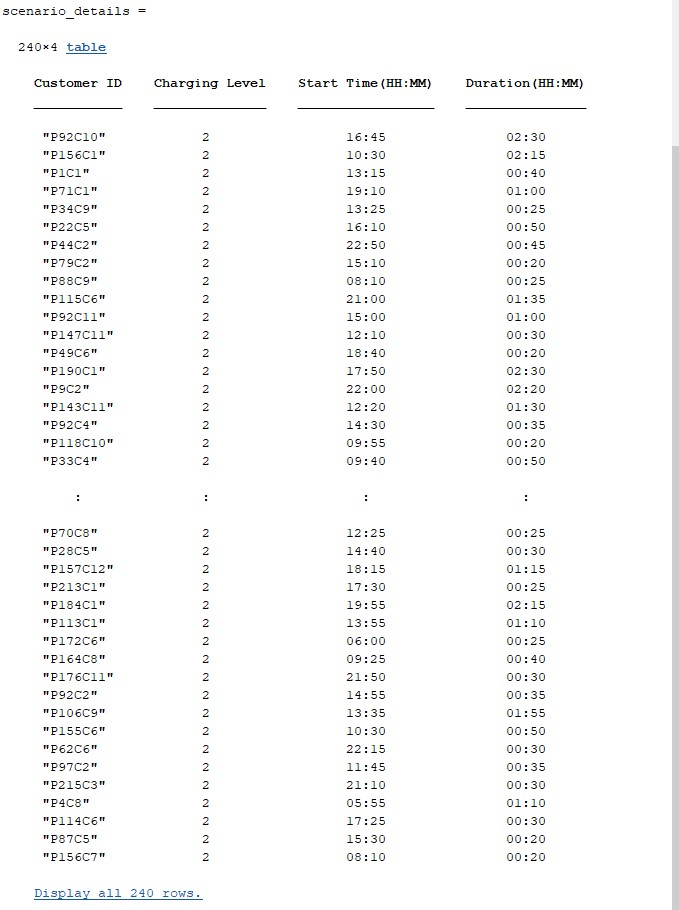 scenario_details =
240×4 table
Customer ID Charging Level Start Time(HH:MM) Duration(HH:MM)
"P92C10" 2 16:45 02:30
"P156C1" 2 10:30 02:15
"P1C1" 2 13:15 00:40
"P71C1" 2 19:10 01:00
"P34C9" 2 13:25 00:25
"P22C5" 2 16:10 00:50
"P44C2" 2 22:50 00:45
"P79C2" 2 15:10 00:20
"P88C9" 2 08:10 00:25
"P115C6" 2 21:00 01:35
"P92C11" 2 15:00 01:00
"P147C11" 2 12:10 00:30
"P49C6" 2 18:40 00:20
"P190C1" 2 17:50 02:30
"P9C2" 2 22:00 02:20
"P143C11" 2 12:20 01:30
"P92C4" 2 14:30 00:35
"P118C10" 2 09:55 00:20
"P33C4" 2 09:40 00:50
: : : :
"P70C8" 2 12:25 00:25
"P28C5" 2 14:40 00:30
"P157C12" 2 18:15 01:15
"P213C1" 2 17:30 00:25
"P184C1" 2 19:55 02:15
"P113C1" 2 13:55 01:10
"P172C6" 2 06:00 00:25
"P164C8" 2 09:25 00:40
"P176C11" 2 21:50 00:30
"P92C2" 2 14:55 00:35
"P106C9" 2 13:35 01:55
"P155C6" 2 10:30 00:50
"P62C6" 2 22:15 00:30
"P97C2" 2 11:45 00:35
"P215C3" 2 21:10 00:30
"P4C8" 2 05:55 01:10
"P114C6" 2 17:25 00:30
"P87C5" 2 15:30 00:20
"P156C7" 2 08:10 00:20
Display all 240 rows.